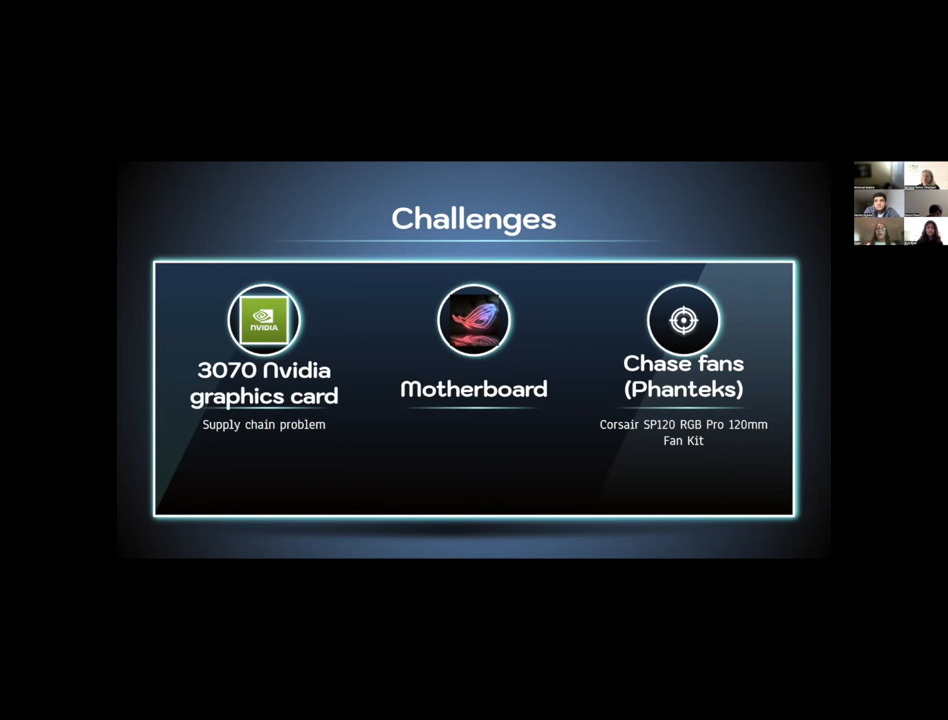 Challenges
NVIDIA
3070 Nvidia
graphics card
Supply chain problem
Motherboard
Chase fans
(Phanteks)
Corsair SP120 RGB Pro 120mm
Fan Kit